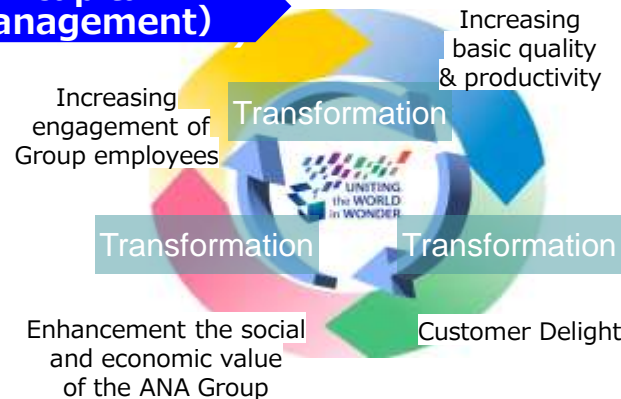 anagement）
Increasing
basic quality
& productivity
Increasing
engagement of
Group employees
Transformation
UNITING
the WORLD
in WONDER
Transformation
Transformation
Enhancement the social
and economic value
of the ANA Group
Customer Delight